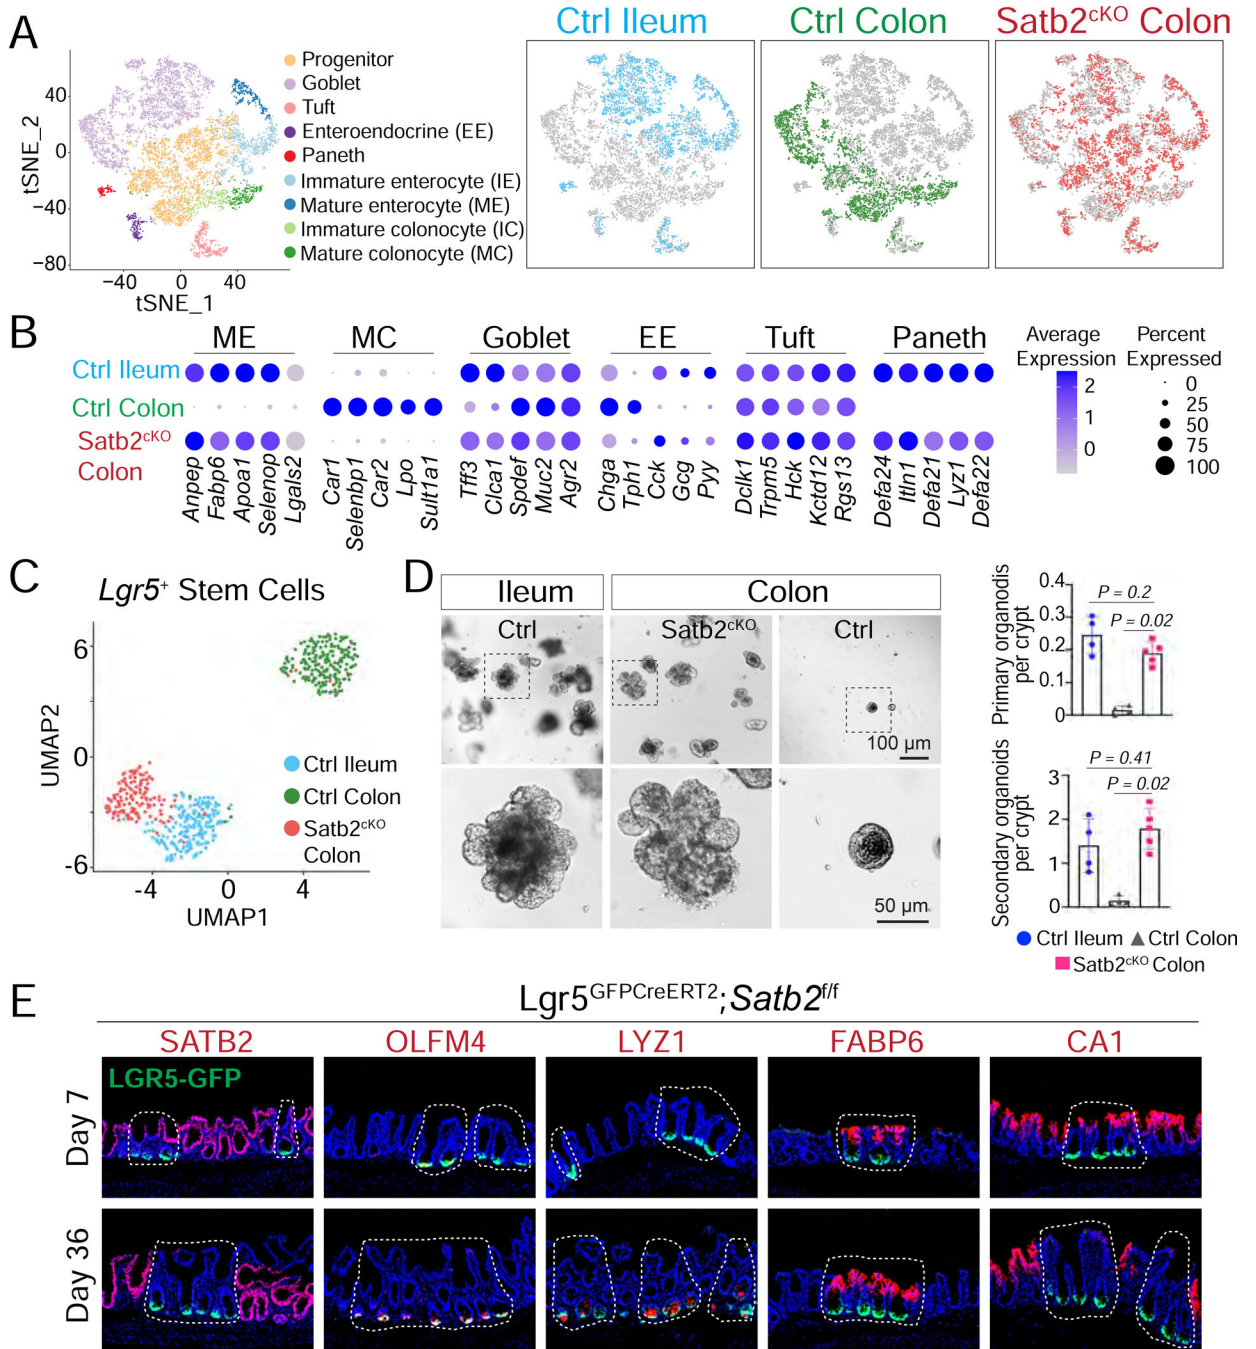 A
Ctrl Ileum
Ctrl Colon
Satb2cKO Colon
tSNE_2
40
0
−40
−80
−40
0
40
tSNE_1
Progenitor
Goblet
Tuft
Enteroendocrine (EE)
Paneth
Immature enterocyte (IE)
Mature enterocyte (ME)
Immature colonocyte (IC)
Mature colonocyte (MC)
B
ME
MC
Goblet
EE
Tuft
Paneth
Ctrl Ileum
Ctrl Colon
Satb2cKO
Colon
Anpep
Fabp6
Apoa1
Selenop
Lgals2
Car1
Selenbp1
Car2
Lpo
Sult1a1
Tff3
Clca1
Spdef
Muc2
Agr2
Chga
Tph1
Cck
Gcg
Pyy
Dclk1
Trpm5
Hck
Kctd12
Rgs13
Defa24
Itln1
Defa21
Lyz1
Defa22
Average
Expression
2
1
0
Percent
Expressed
0
25
50
75
100
C
Lgr5+ Stem Cells
UMAP2
6
0
-6
-4
0
4
UMAP1
Ctrl Ileum
Ctrl Colon
Satb2cKO
Colon
D
Ileum
Colon
Ctrl
Satb2cKO
Ctrl
100 µm
50 µm
Primary organodis
per crypt
0.4
0.3
0.2
0.1
0
P = 0.2
P = 0.02
Secondary organoids
per crypt
3
2
1
0
P = 0.41
P = 0.02
Ctrl Ileum
Ctrl Colon
Satb2cKO Colon
E
Lgr5GFPCreERT2;Satb2f/f
SATB2
OLFM4
LYZ1
FABP6
CA1
LGR5-GFP
Day 7
Day 36